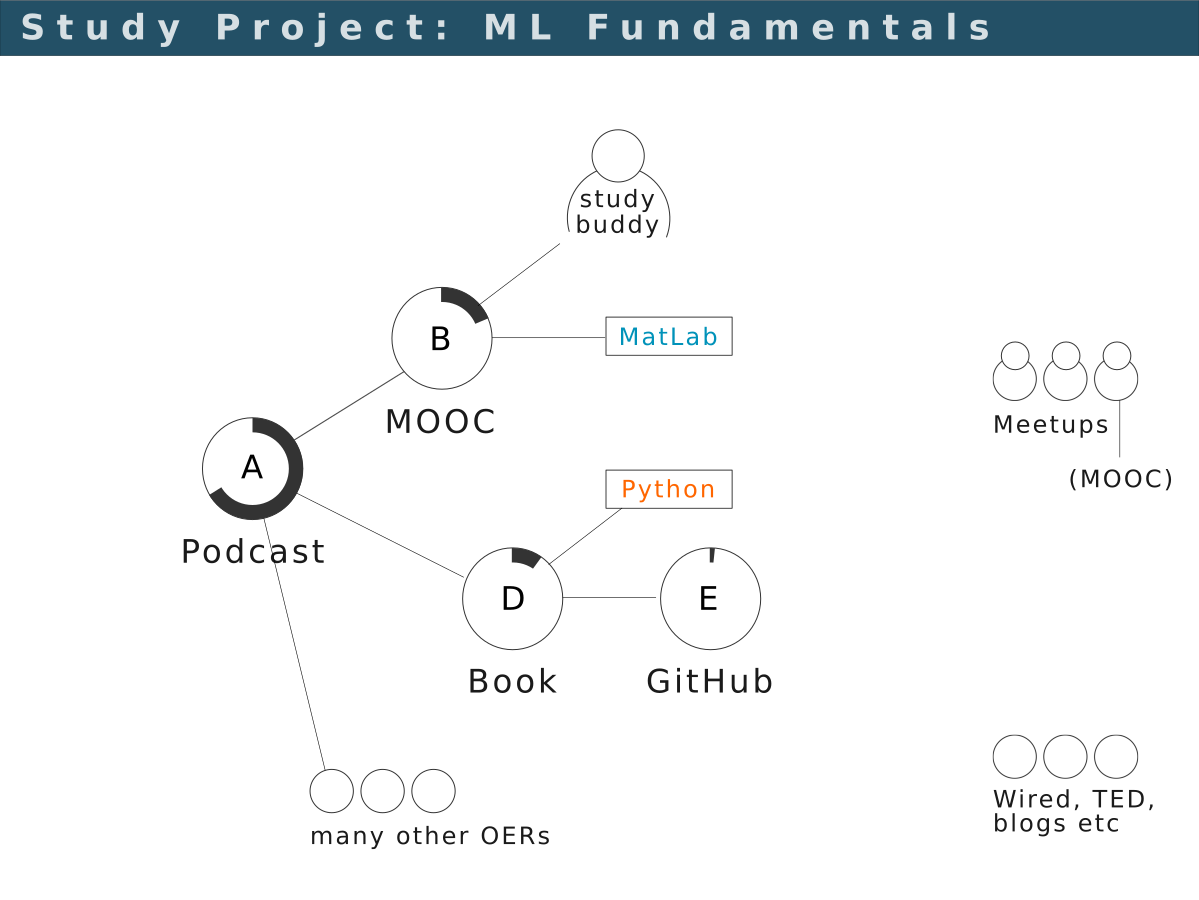 Study Project: ML Fundamentals
study
buddy
B
MatLab
MOOC
Meetups
(MOOC)
A
Podcast
Python
D
E
Book
GitHub
many other OERs
Wired, TED,
blogs etc